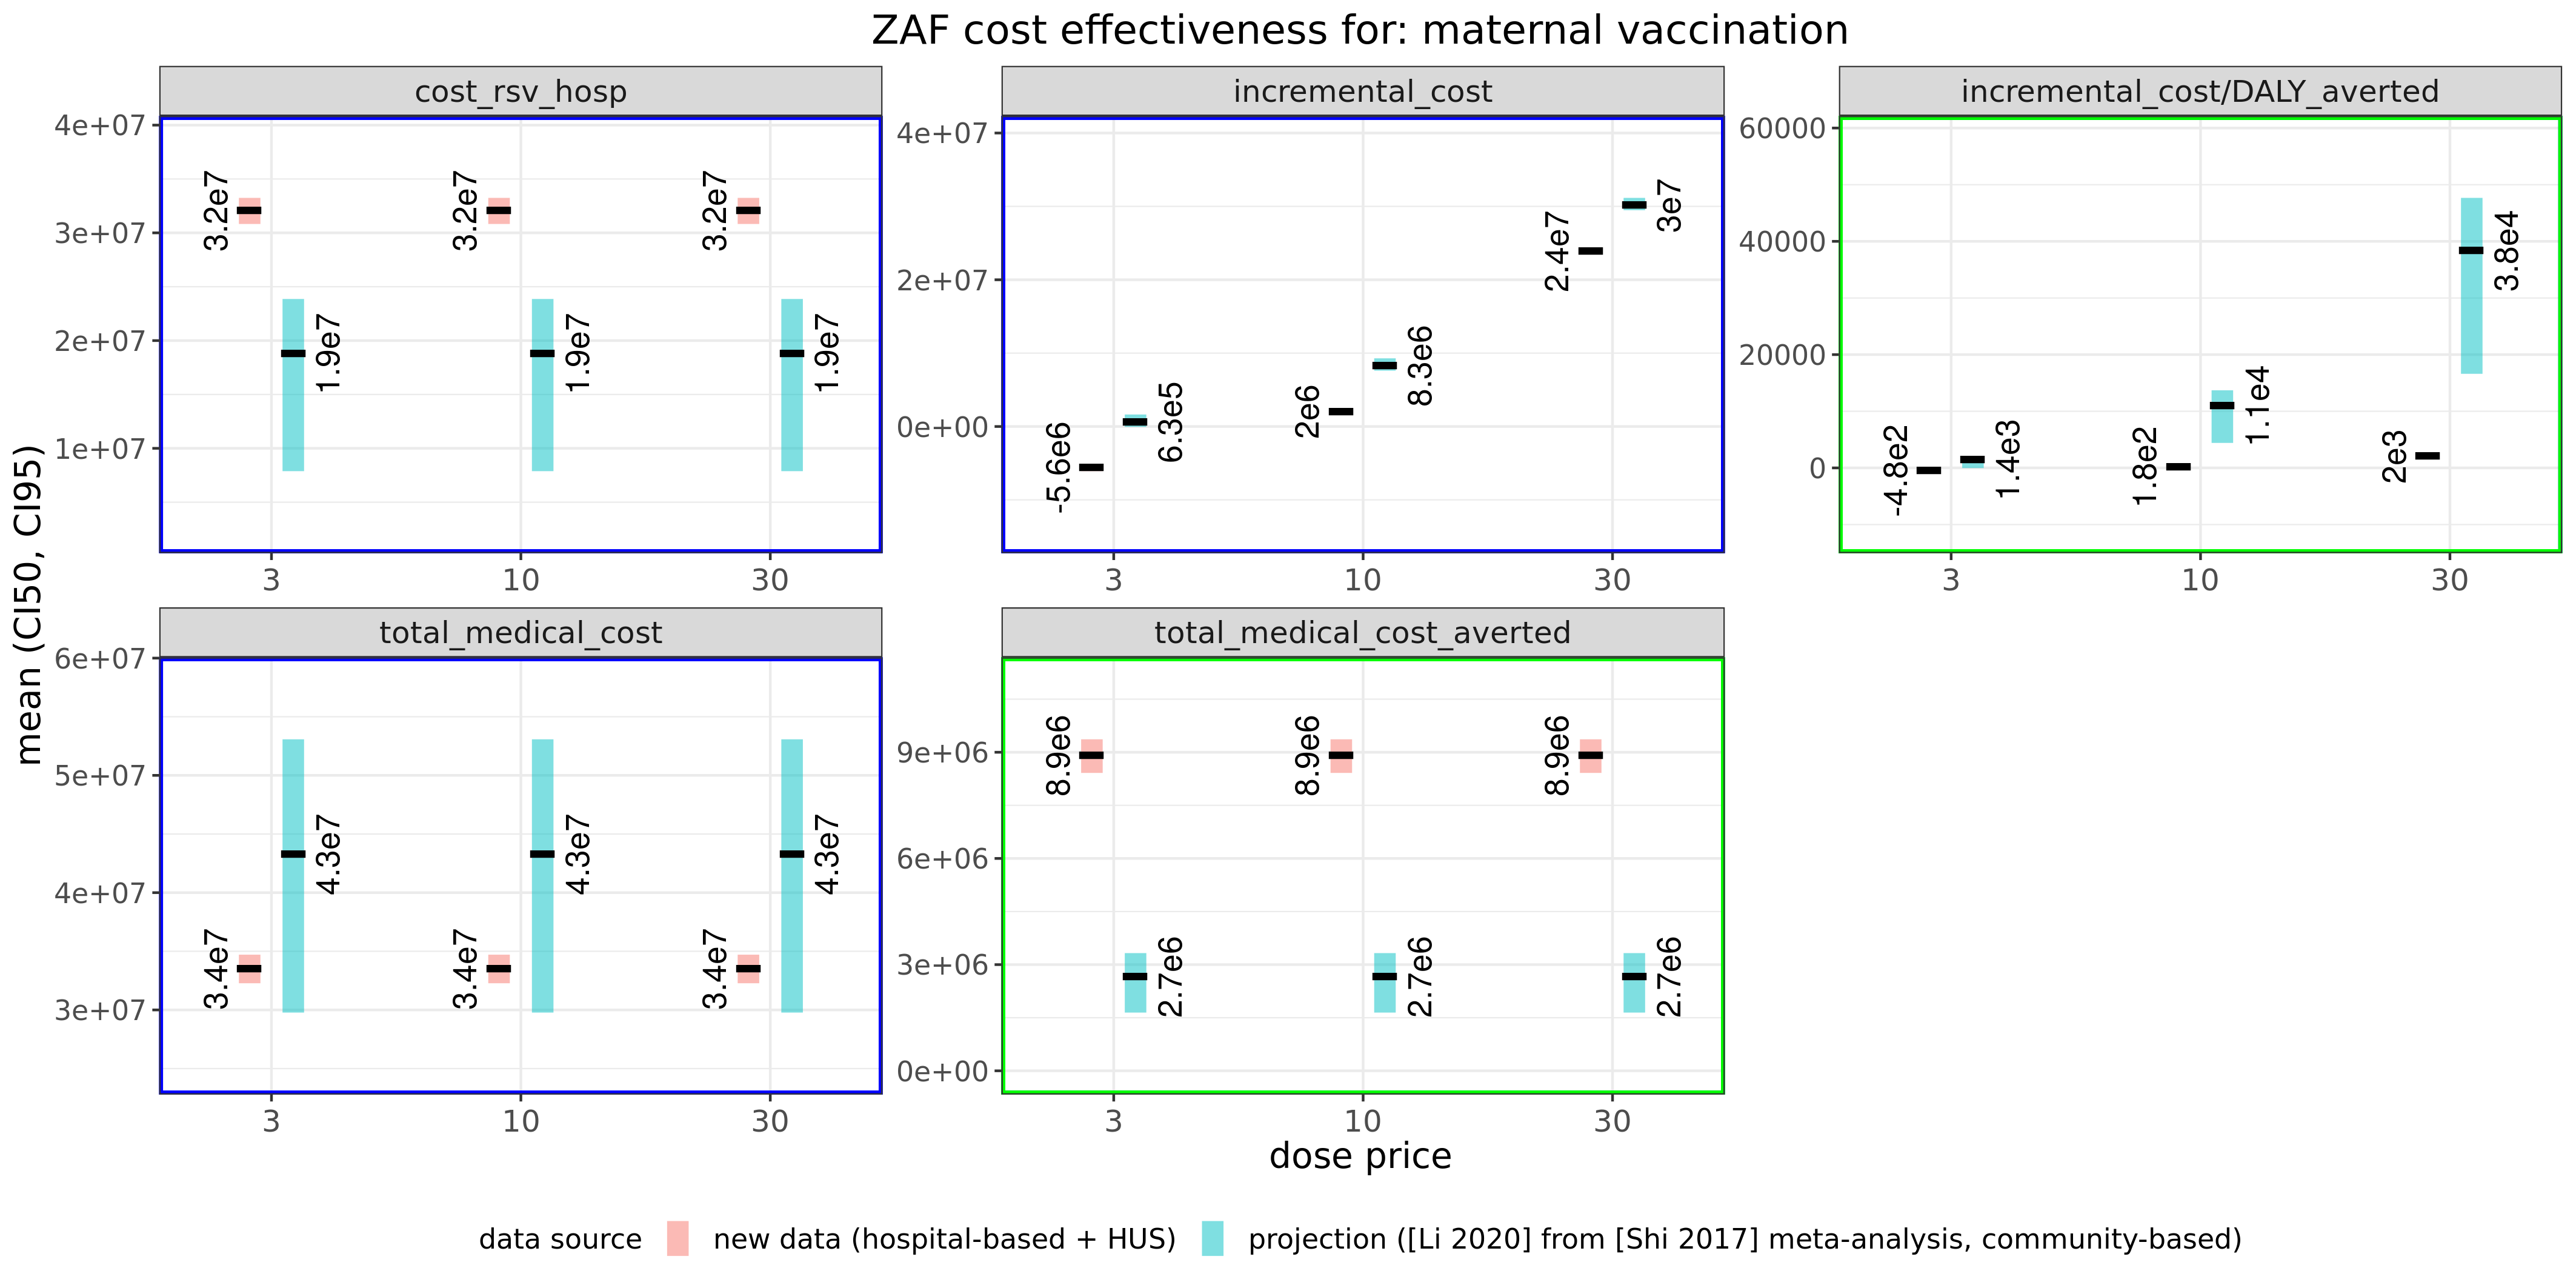 ZAF cost effectiveness for: maternal vaccination
mean (CI50, CI95)
cost_rsv_hosp
4e+07
3e+07
2e+07
1e+07
3.2e7
1.9e7
3.2e7
1.9e7
3.2e7
1.9e7
3
10
30
incremental_cost
4e+07
2e+07
0e+00
-5.6e6
6.3e5
2e6
8.3e6
2.4e7
3e7
3
10
30
incremental_cost/DALY_averted
60000
40000
20000
0
-4.8e2
1.4e3
1.8e2
1.1e4
2e3
3.8e4
3
10
30
total_medical_cost
6e+07
5e+07
4e+07
3e+07
3.4e7
4.3e7
3.4e7
4.3e7
3.4e7
4.3e7
3
10
30
total_medical_cost_averted
9e+06
6e+06
3e+06
0e+00
8.9e6
2.7e6
8.9e6
2.7e6
8.9e6
2.7e6
3
10
30
dose price
data source new data (hospital-based + HUS) projection ([Li 2020] from [Shi 2017] meta-analysis, community-based)